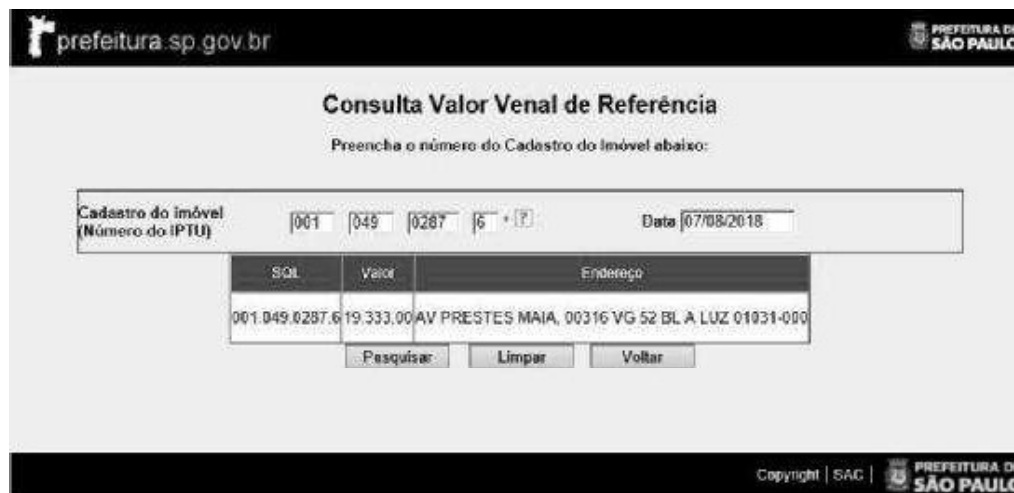 prefeitura.sp.gov.br
PREFEITURA DE
SÃO PAULO
Consulta Valor Venal de Referência
Preencha o número do Cadastro do Imóvel abaixo:
Cadastro do imóvel
(Número do IPTU)
001 049 0287 6 * ? Data 07/08/2018
SQL Valor Endereço
001.049.0287.6 19.333,00 AV PRESTES MAIA, 00316 VG 52 BL A LUZ 01031-000
Pesquisar Limpar Voltar
Copyright | SAC |
PREFEITURA D
SÃO PAULO